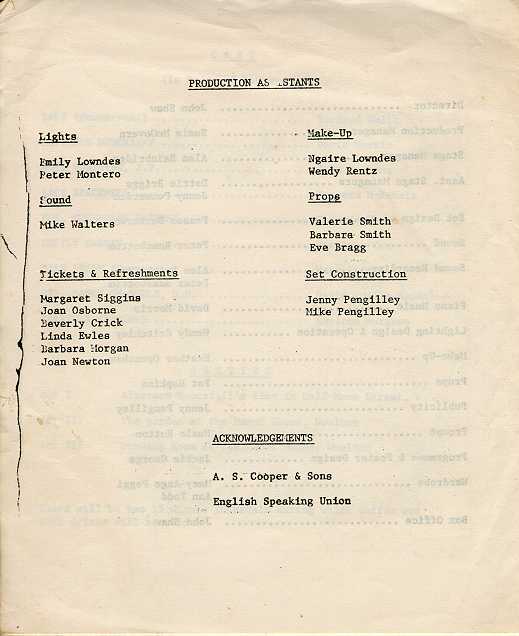 PRODUCTION AS .STANTS
Lights
Emily Lowndes
Peter Montero
Sound
Mike Walters
Tickets & Refreshments
Margaret Siggins
Joan Osborne
Beverly Crick
Linda Ewles
Barbara Morgan
Joan Newton
Make-Up
Ngaire Lowndes
Wendy Rentz
Props
Valerie Smith
Barbara Smith
Eve Bragg
Set Construction
Jenny Pengilley
Mike Pengilley
ACKNOWLEDGEMENTS
A. S. Cooper & Sons
English Speaking Union